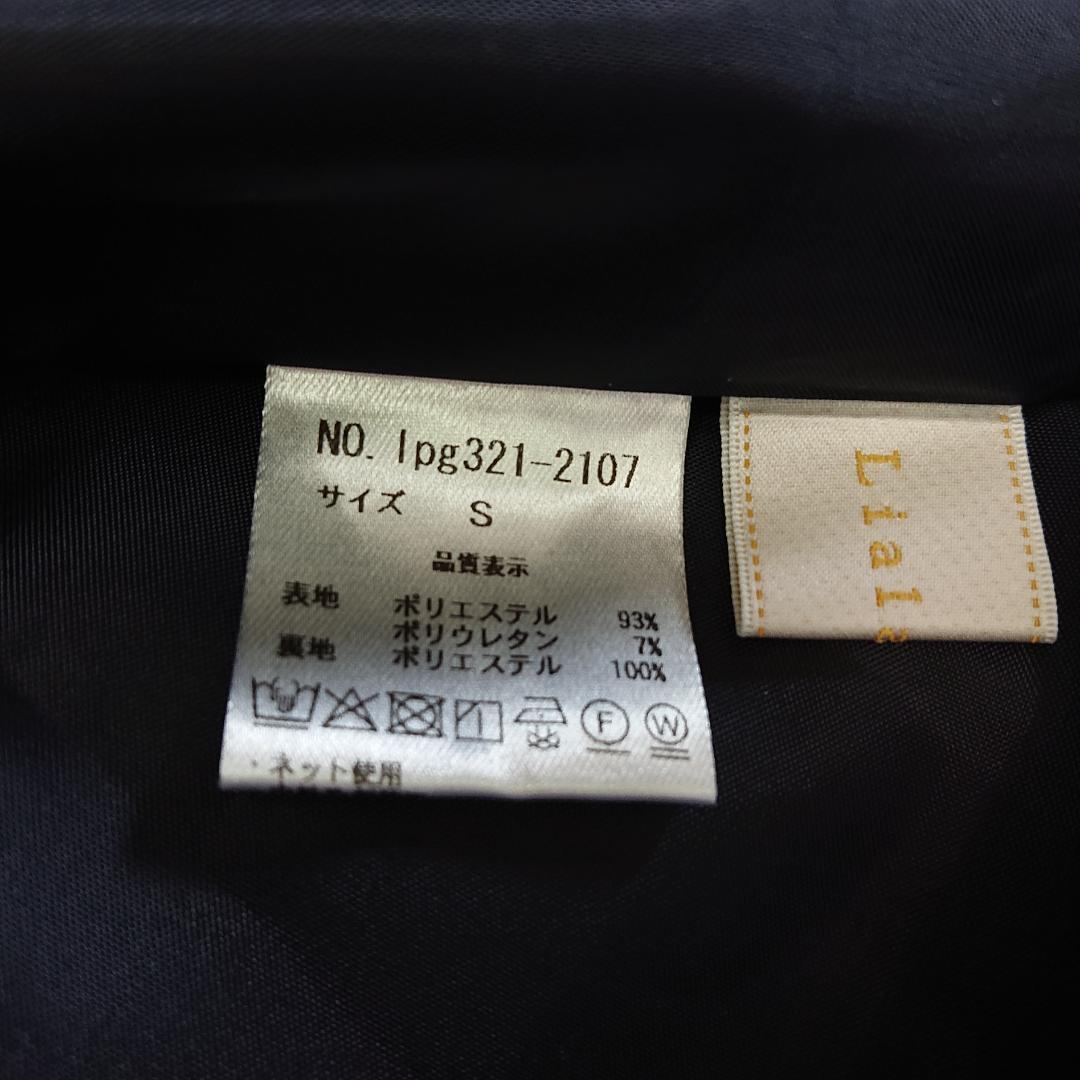 NO. lpg321-2107
サイズ S
品質表示
表地 ポリエステル 93%
ポリウレタン 7%
裏地 ポリエステル 100%
F W
・ネット使用
Liala